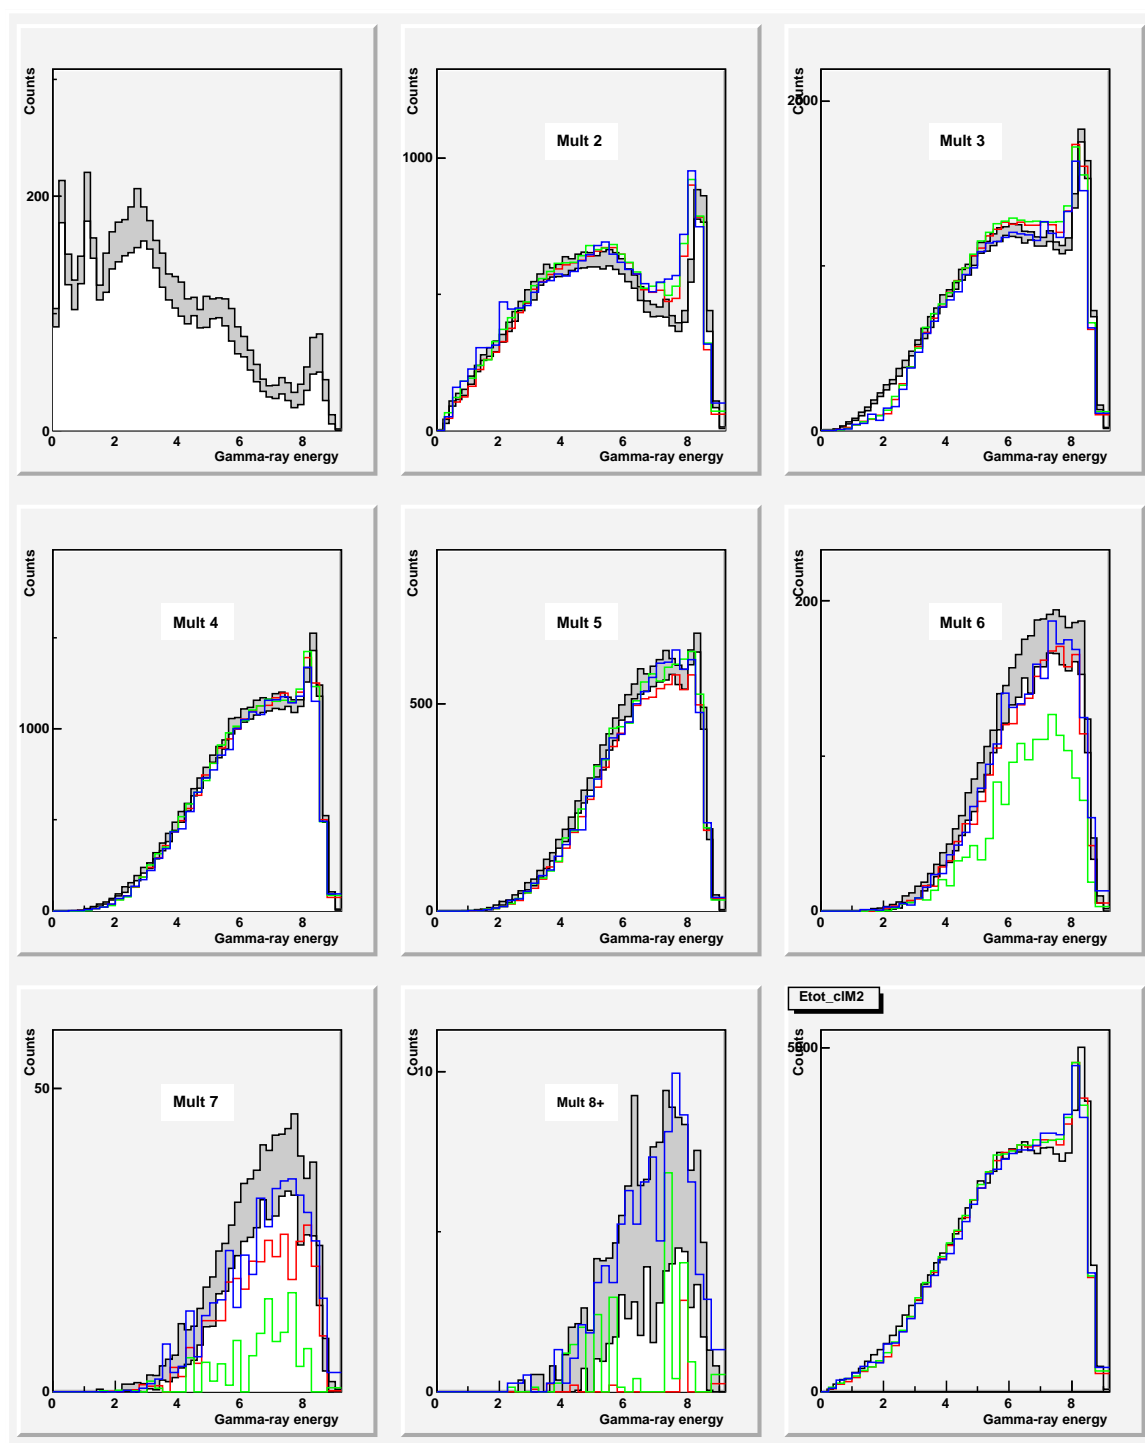 Counts
200
0
0 2 4 6 8
Gamma-ray energy
Counts
Mult 2
1000
0
0 2 4 6 8
Gamma-ray energy
Counts
2000
Mult 3
0
0 2 4 6 8
Gamma-ray energy
Counts
Mult 4
1000
0
0 2 4 6 8
Gamma-ray energy
Counts
Mult 5
500
0
0 2 4 6 8
Gamma-ray energy
Counts
200
Mult 6
0
0 2 4 6 8
Gamma-ray energy
Counts
50
Mult 7
0
0 2 4 6 8
Gamma-ray energy
Counts
10
Mult 8+
0
0 2 4 6 8
Gamma-ray energy
Etot_clM2
Counts
5000
0
0 2 4 6 8
Gamma-ray energy